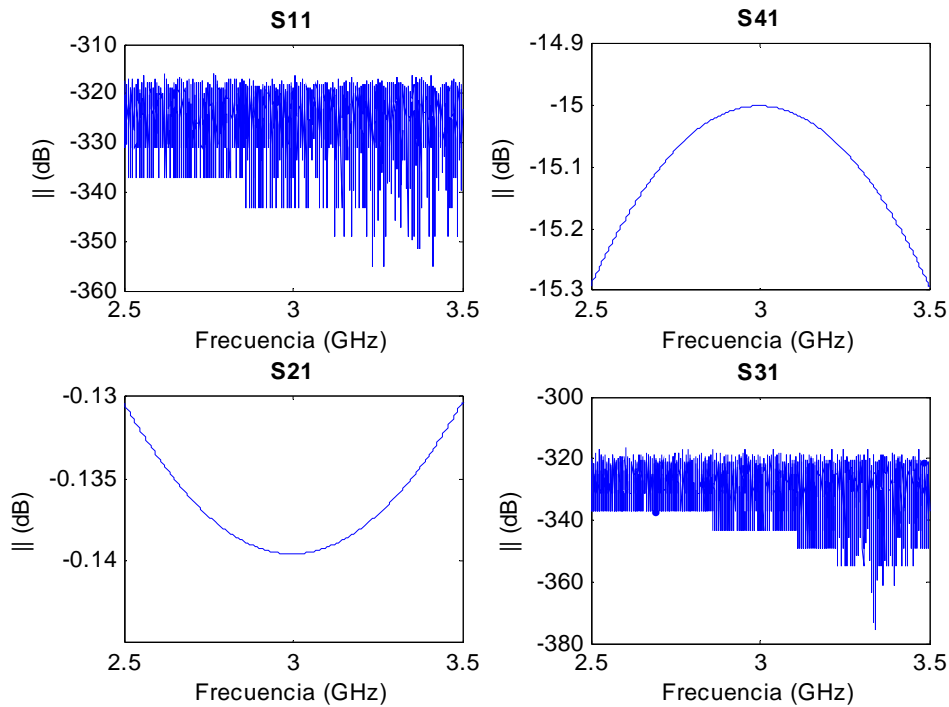 S11
-310
-320
-330
-340
-350
-360
2.5 3 3.5
||| (dB)
Frecuencia (GHz)
S41
-14.9
-15
-15.1
-15.2
-15.3
2.5 3 3.5
||| (dB)
Frecuencia (GHz)
S21
-0.13
-0.135
-0.14
2.5 3 3.5
||| (dB)
Frecuencia (GHz)
S31
-300
-320
-340
-360
-380
2.5 3 3.5
||| (dB)
Frecuencia (GHz)